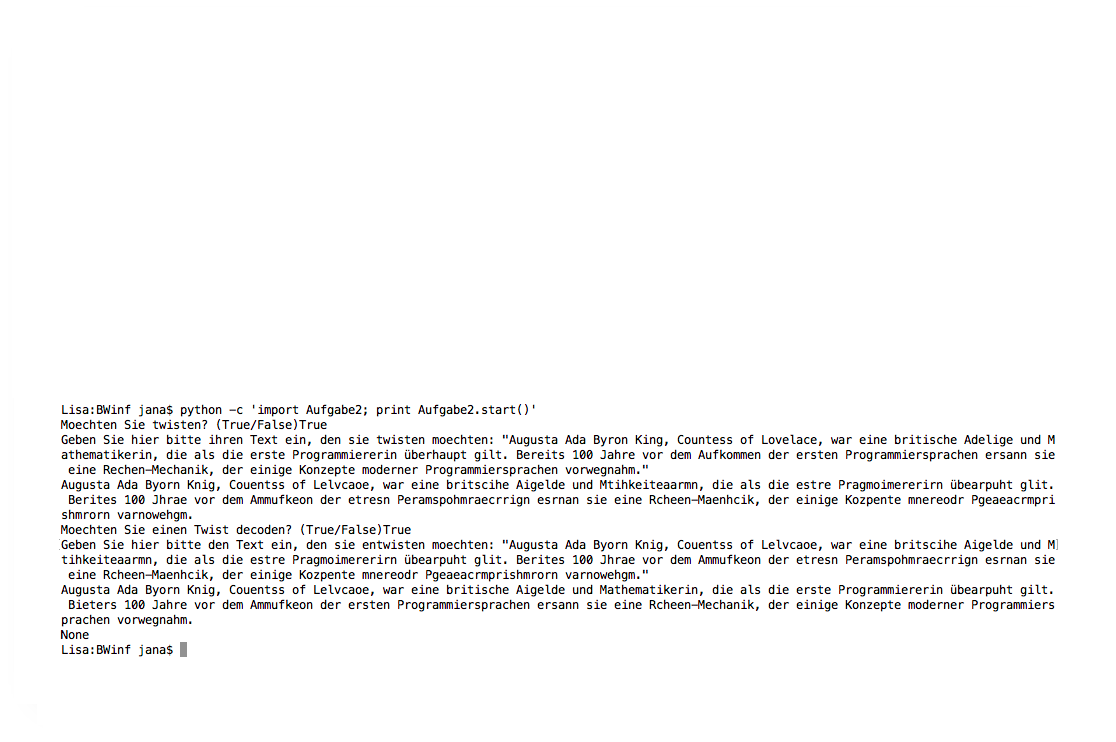 Lisa:BWinf jana$ python -c 'import Aufgabe2; print Aufgabe2.start()'
Moechten Sie twisten? (True/False)True
Geben Sie hier bitte ihren Text ein, den sie twisten moechten: "Augusta Ada Byron King, Countess of Lovelace, war eine britische Adelige und M
athematikerin, die als die erste Programmiererin überhaupt gilt. Bereits 100 Jahre vor dem Aufkommen der ersten Programmiersprachen ersann sie
 eine Rechen-Mechanik, der einige Konzepte moderner Programmiersprachen vorwegnahm."
Augusta Ada Byorn Knig, Couentss of Lelvcaoe, war eine britscihe Aigelde und Mtihkeiteaarmn, die als die estre Pragmoimererirn übearpuht glit.
 Berites 100 Jhrae vor dem Ammufkeon der etresn Peramspohmraecrrign esrnan sie eine Rcheen-Maenhcik, der einige Kozpente mnereodr Pgeaeacrmpri
shmrorn varnowehgm.
Moechten Sie einen Twist decoden? (True/False)True
Geben Sie hier bitte den Text ein, den sie entwisten moechten: "Augusta Ada Byorn Knig, Couentss of Lelvcaoe, war eine britscihe Aigelde und M
tihkeiteaarmn, die als die estre Pragmoimererirn übearpuht glit. Berites 100 Jhrae vor dem Ammufkeon der etresn Peramspohmraecrrign esrnan sie
 eine Rcheen-Maenhcik, der einige Kozpente mnereodr Pgeaeacrmprishmrorn varnowehgm."
Augusta Ada Byorn Knig, Couentss of Lelvcaoe, war eine britische Aigelde und Mathematikerin, die als die erste Programmiererin übearpuht gilt.
 Bieters 100 Jahre vor dem Ammufkeon der ersten Programmiersprachen ersann sie eine Rcheen-Mechanik, der einige Konzepte moderner Programmiers
prachen vorwegnahm.
None
Lisa:BWinf jana$